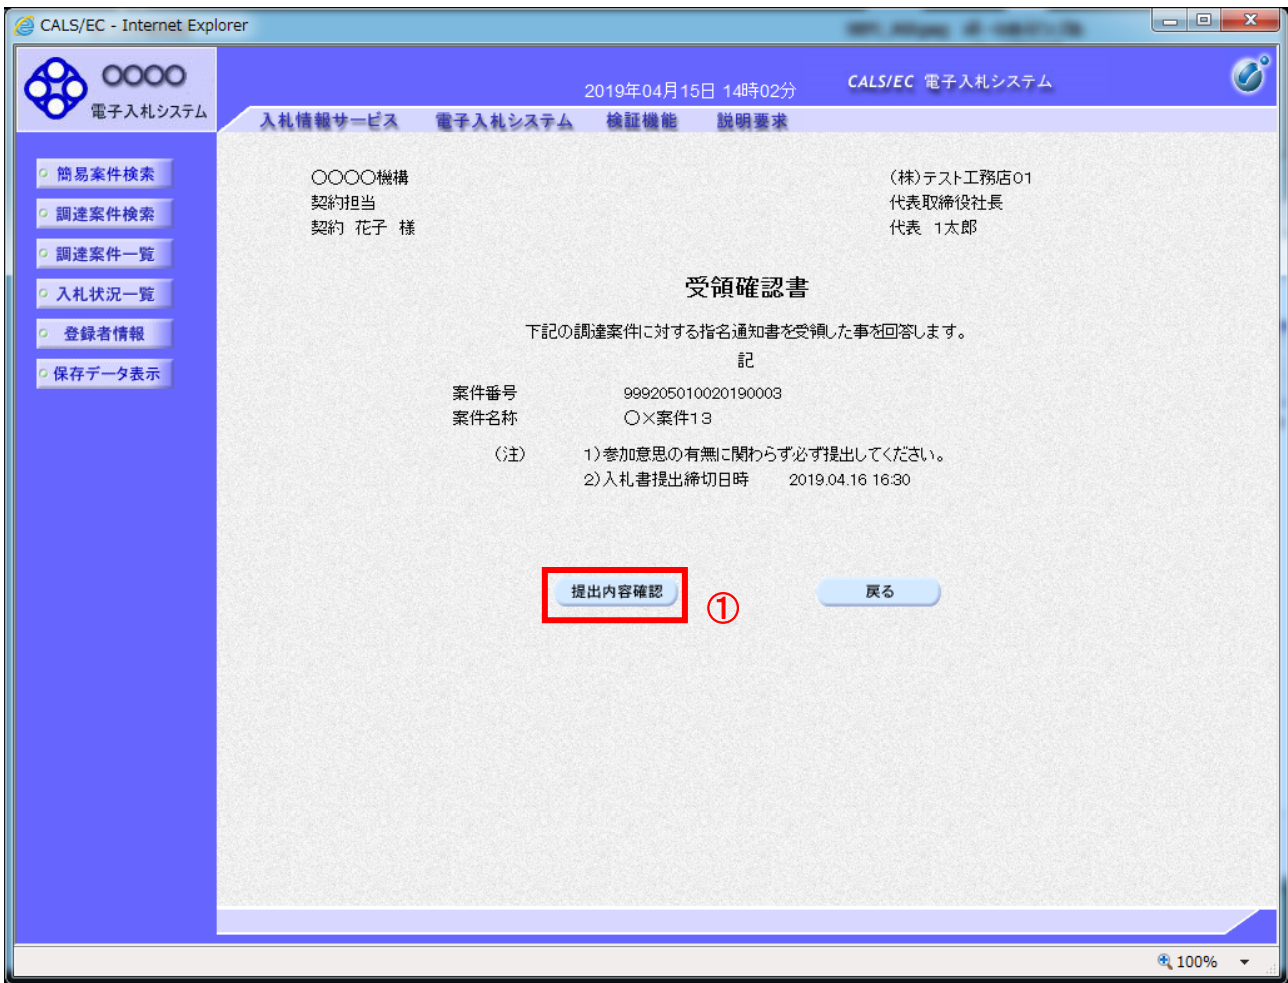 CALS/EC - Internet Explorer
○○○○
電子入札システム
2019年04月15日 14時02分
CALS/EC 電子入札システム
入札情報サービス 電子入札システム 検証機能 説明要求
簡易案件検索
調達案件検索
調達案件一覧
入札状況一覧
登録者情報
保存データ表示
○○○○機構
契約担当
契約 花子 様
(株)テスト工務店01
代表取締役社長
代表 1太郎
受領確認書
下記の調達案件に対する指名通知書を受領した事を回答します。
記
案件番号 999205010020190003
案件名称 ○×案件13
(注) 1)参加意思の有無に関わらず必ず提出してください。
2)入札書提出締切日時 2019.04.16 16:30
提出内容確認
①
戻る
100%